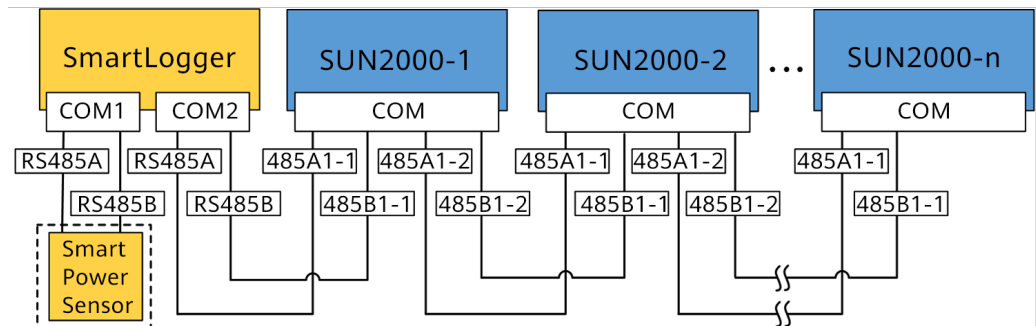 SmartLogger
SUN2000-1
SUN2000-2
...
SUN2000-n
COM1
COM2
COM
COM
COM
RS485A
RS485A
485A1-1
485A1-2
485A1-1
485A1-2
485A1-1
RS485B
RS485B
485B1-1
485B1-2
485B1-1
485B1-2
485B1-1
Smart
Power
Sensor